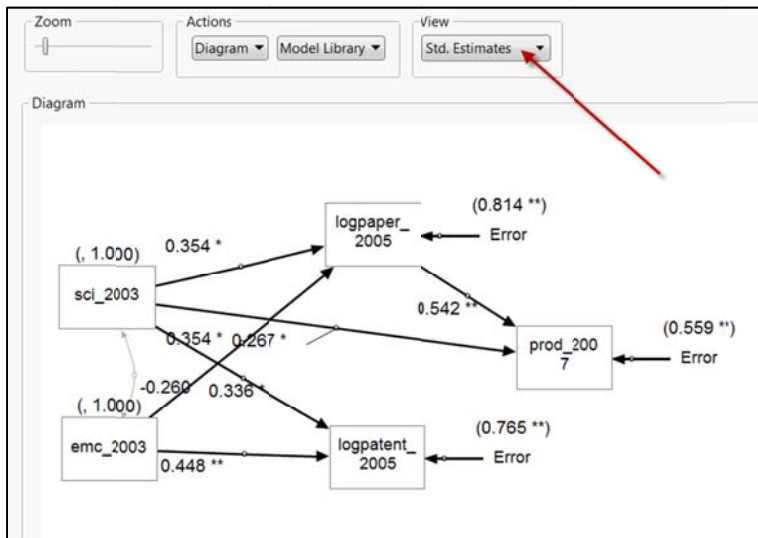 Zoom
Actions
View
Diagram
Model Library
Std. Estimates
Diagram
(0.814 **)
logpaper_
2005
Error
0.354 *
(, 1.000)
sci_2003
0.542 **
(0.559 **)
prod_200
7
Error
0.354 *
0.267 *
-0.260
0.336 *
(, 1.000)
emc_2003
0.448 **
(0.765 **)
logpatent_
2005
Error